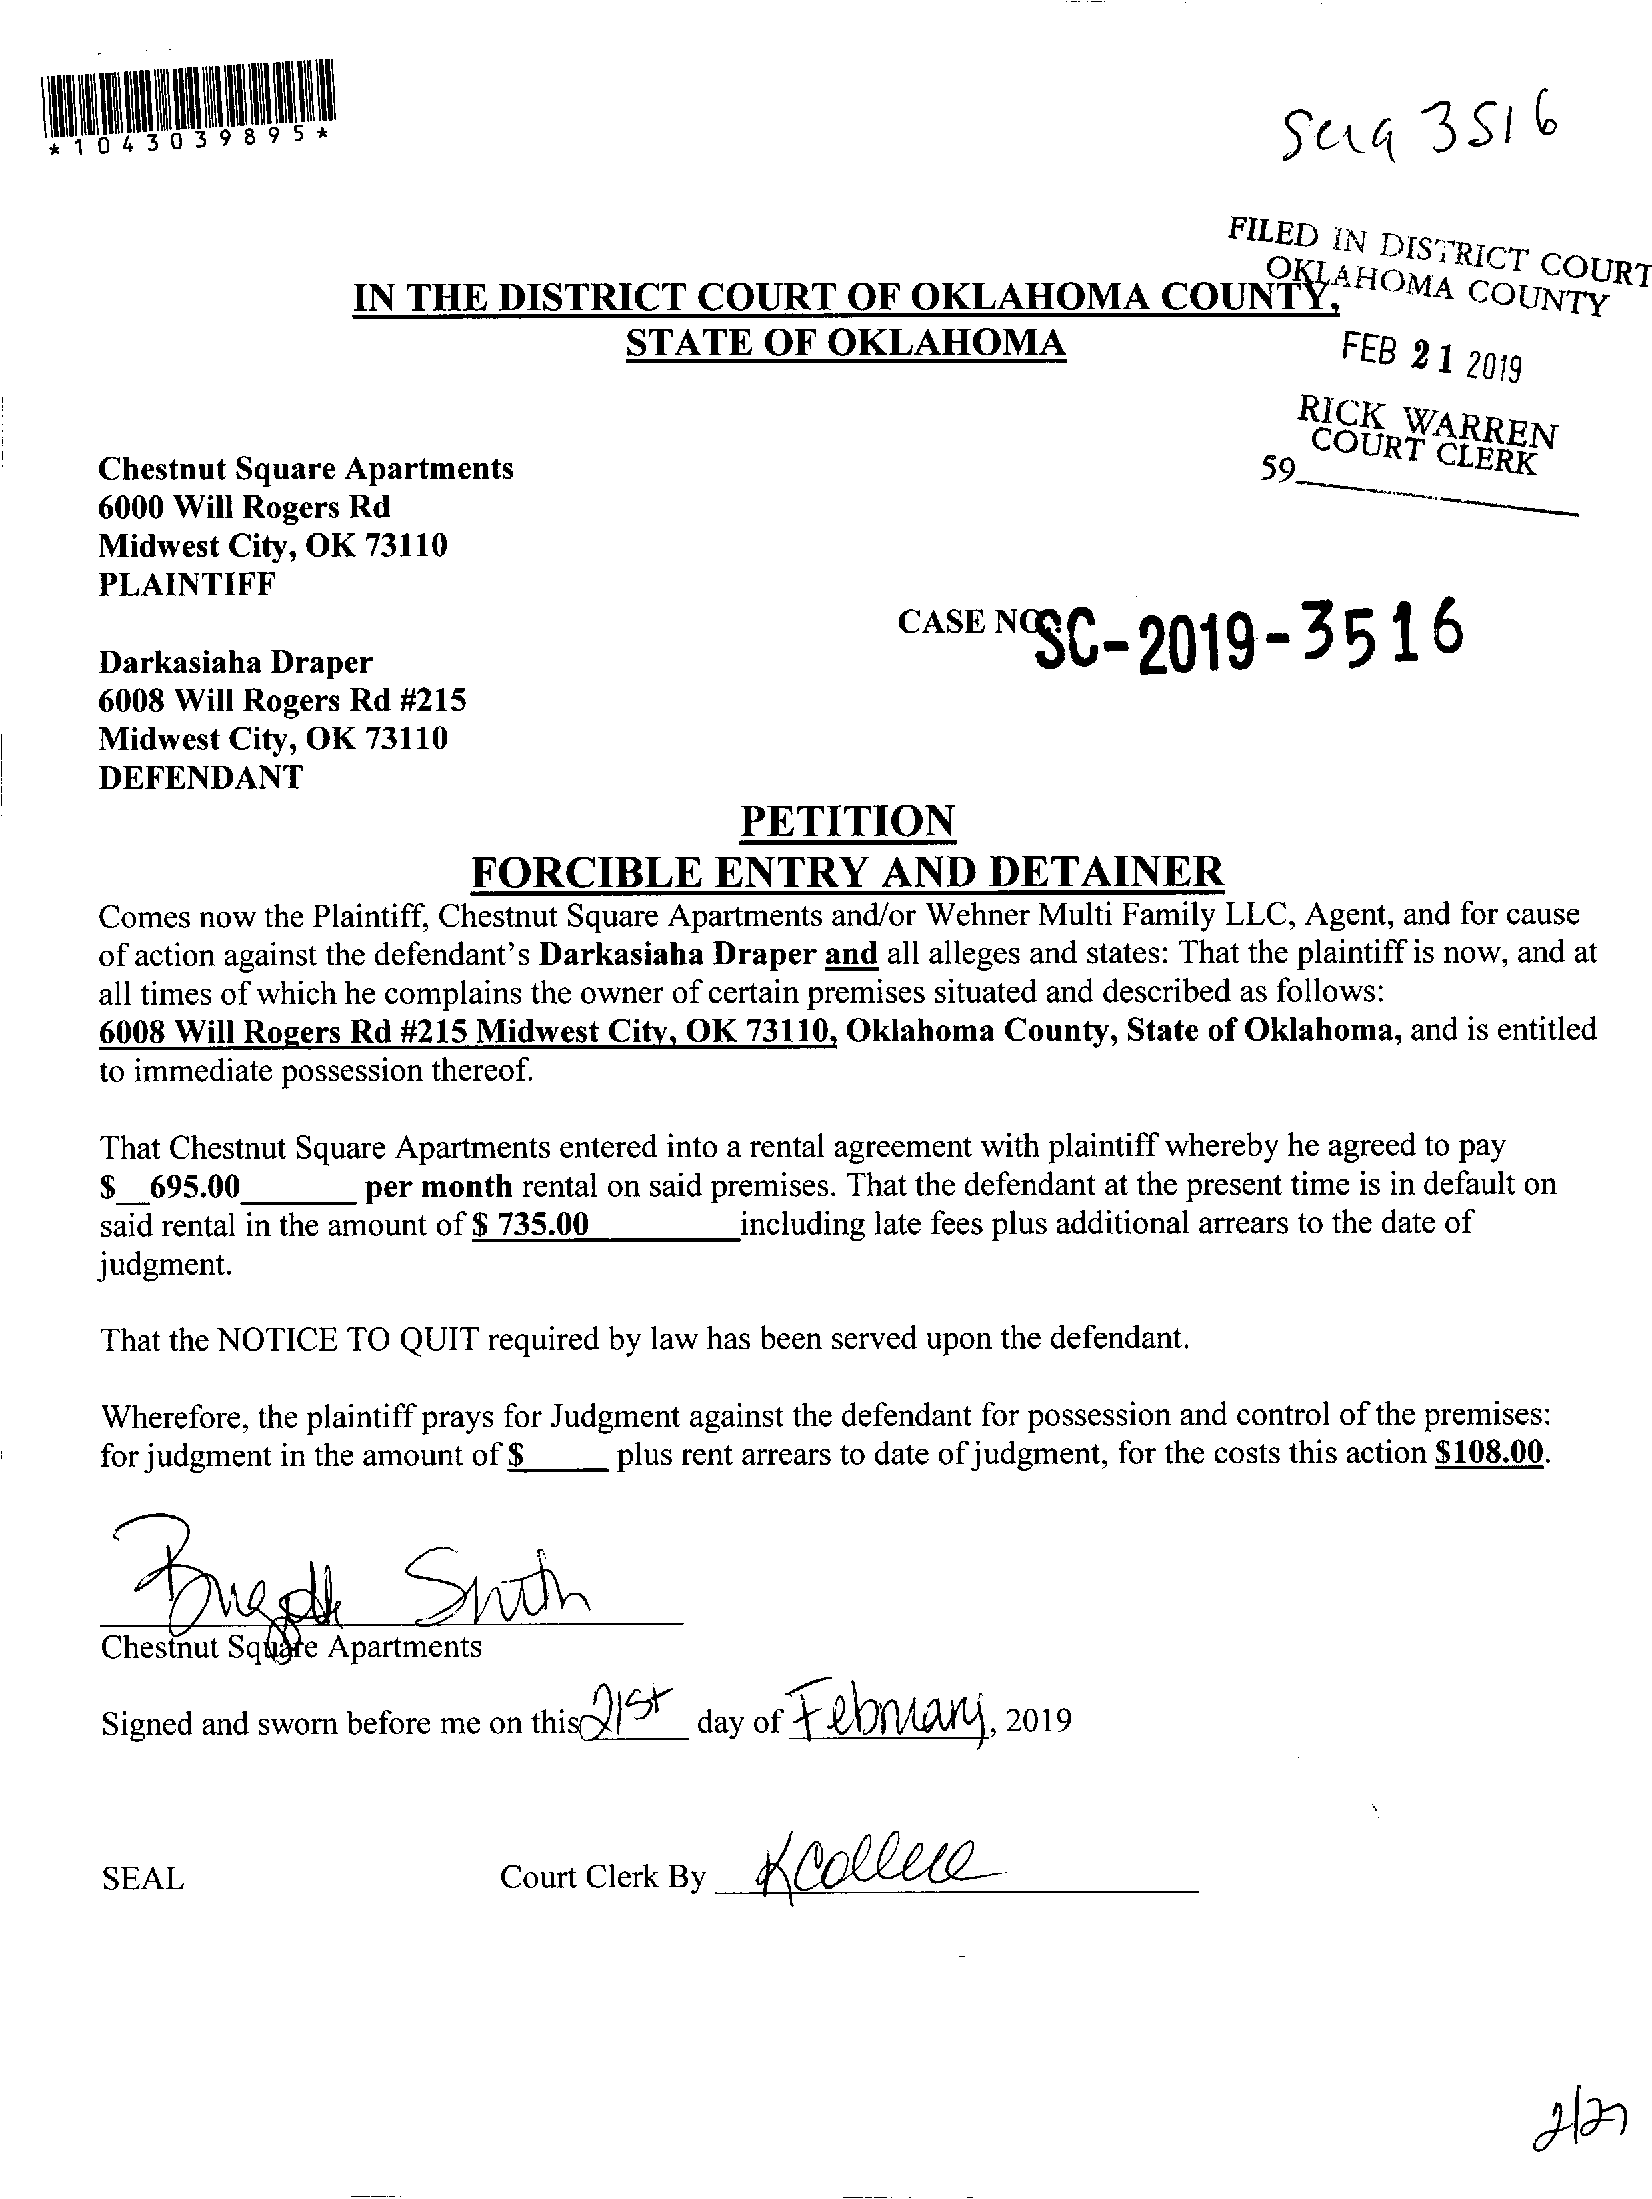 *1043039895*
SC19 3516
FILED IN DISTRICT COURT
OKLAHOMA COUNTY
IN THE DISTRICT COURT OF OKLAHOMA COUNTY,
STATE OF OKLAHOMA
FEB 21 2019
RICK WARREN
COURT CLERK
59
Chestnut Square Apartments
6000 Will Rogers Rd
Midwest City, OK 73110
PLAINTIFF
CASE NO. SC-2019-3516
Darkasiaha Draper
6008 Will Rogers Rd #215
Midwest City, OK 73110
DEFENDANT
PETITION
FORCIBLE ENTRY AND DETAINER
Comes now the Plaintiff, Chestnut Square Apartments and/or Wehner Multi Family LLC, Agent, and for cause
of action against the defendant's Darkasiaha Draper and all alleges and states: That the plaintiff is now, and at
all times of which he complains the owner of certain premises situated and described as follows:
6008 Will Rogers Rd #215 Midwest City, OK 73110, Oklahoma County, State of Oklahoma, and is entitled
to immediate possession thereof.
That Chestnut Square Apartments entered into a rental agreement with plaintiff whereby he agreed to pay
$__695.00_______ per month rental on said premises. That the defendant at the present time is in default on
said rental in the amount of $ 735.00_________including late fees plus additional arrears to the date of
judgment.
That the NOTICE TO QUIT required by law has been served upon the defendant.
Wherefore, the plaintiff prays for Judgment against the defendant for possession and control of the premises:
for judgment in the amount of $_____ plus rent arrears to date of judgment, for the costs this action $108.00.
Smith
Chestnut Square Apartments
Signed and sworn before me on this 21st day of February, 2019
SEAL
Court Clerk By
2/27